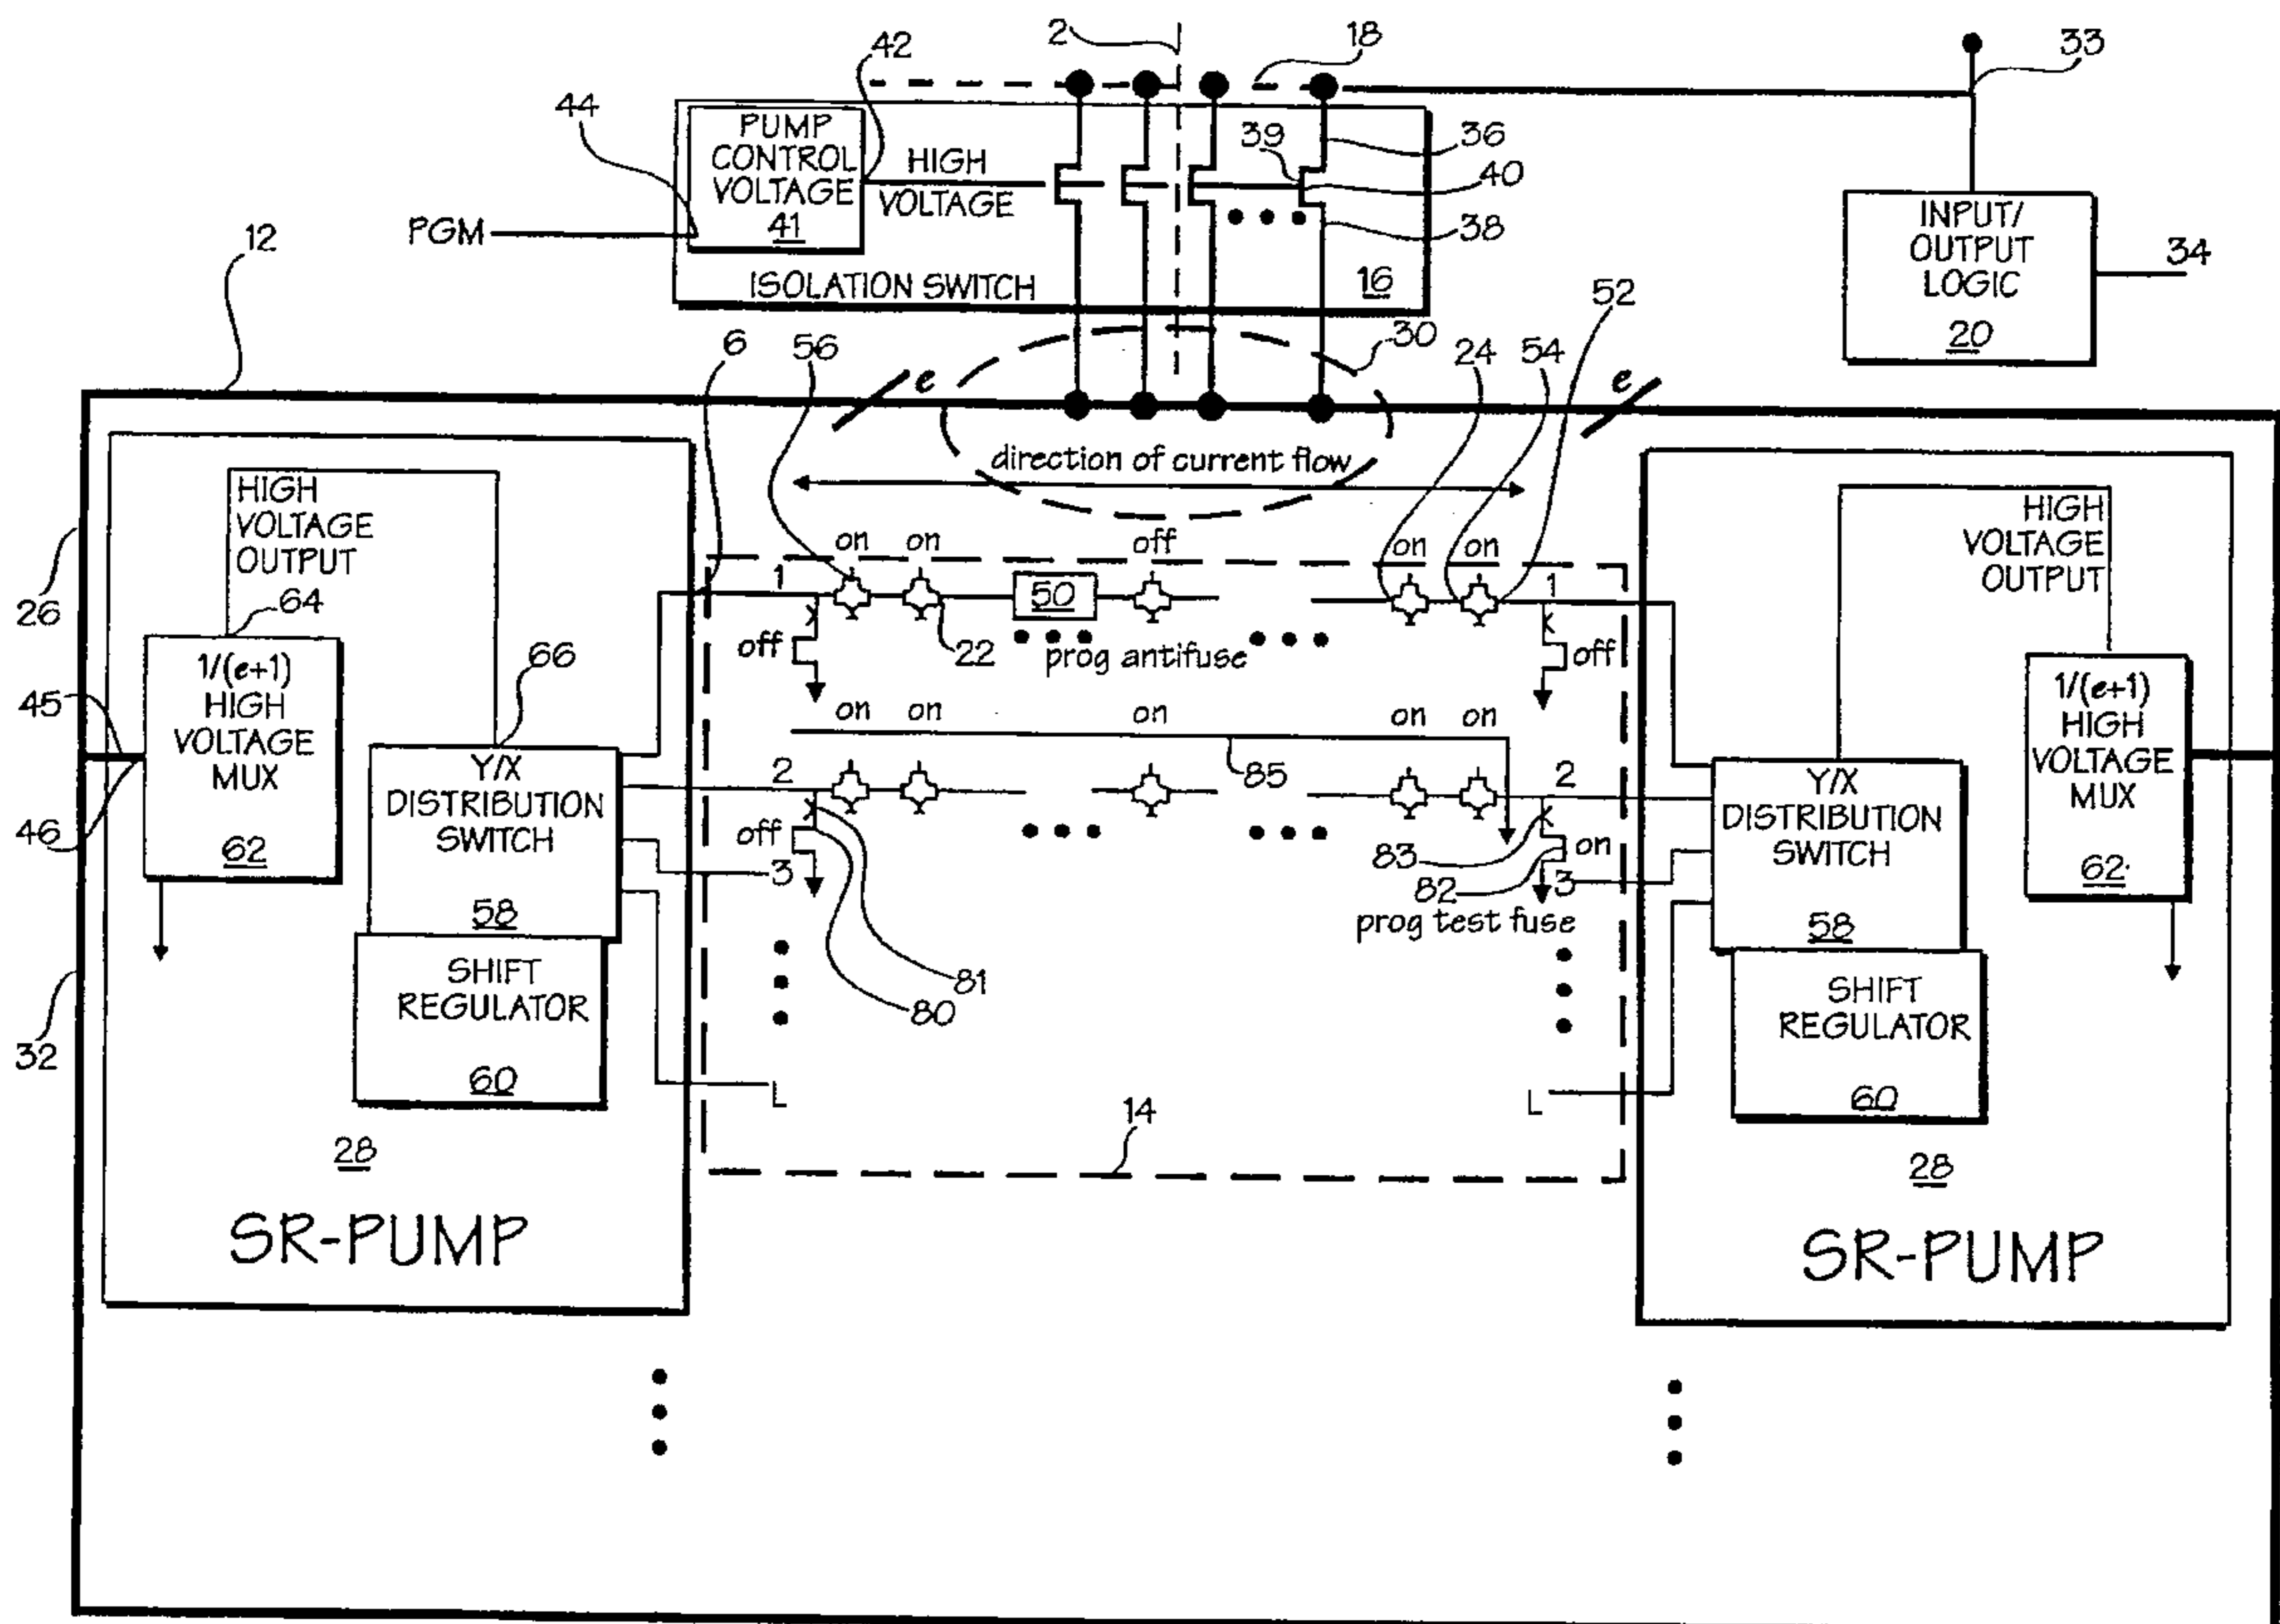 2
18
33
42
44
PUMP
CONTROL
VOLTAGE
41
HIGH
VOLTAGE
39
36
40
38
PGM
ISOLATION SWITCH
16
INPUT/
OUTPUT
LOGIC
20
34
12
6
56
e
30
24
54
52
e
direction of current flow
26
HIGH
VOLTAGE
OUTPUT
64
1/(e+1)
HIGH
VOLTAGE
MUX
62
45
46
66
Y/X
DISTRIBUTION
SWITCH
58
SHIFT
REGULATOR
60
32
28
SR-PUMP
on
on
off
on
on
1
50
1
off
22
prog antifuse
off
on
on
on
on
on
85
2
2
off
3
83
82
on
3
prog test fuse
81
80
L
L
14
HIGH
VOLTAGE
OUTPUT
1/(e+1)
HIGH
VOLTAGE
MUX
62
Y/X
DISTRIBUTION
SWITCH
58
SHIFT
REGULATOR
60
28
SR-PUMP